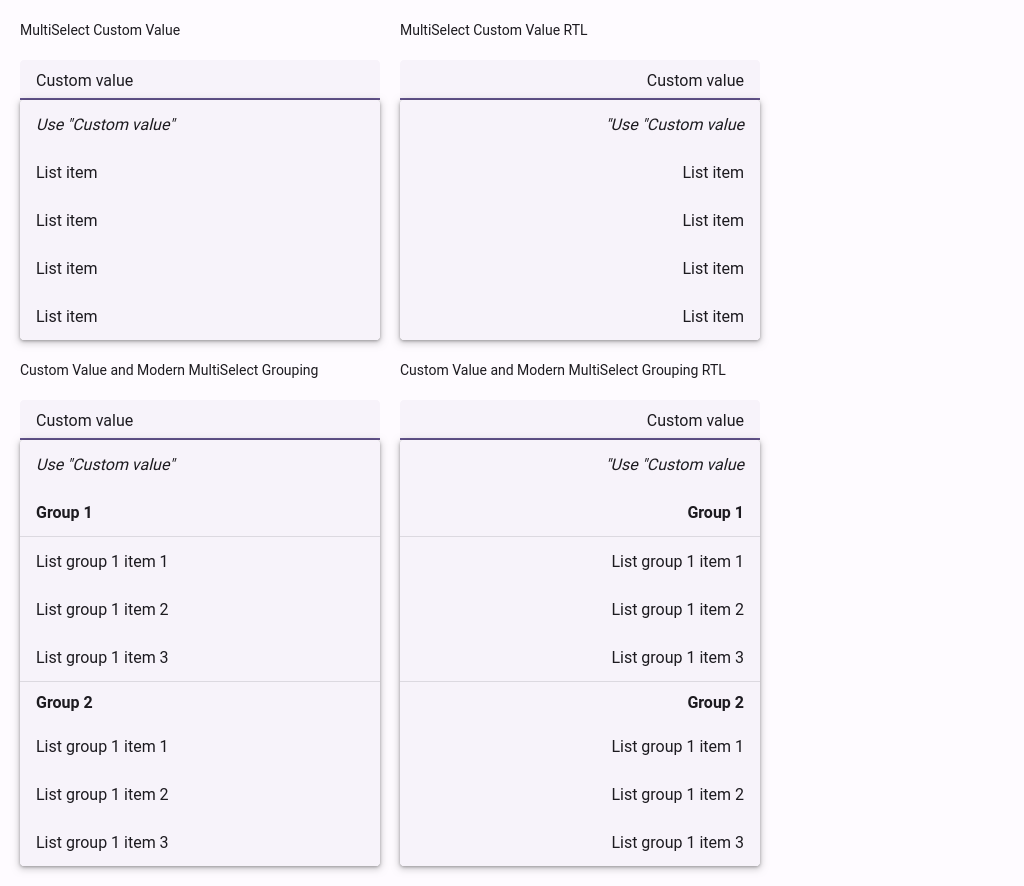 MultiSelect Custom Value
Custom value
Use "Custom value"
List item
List item
List item
List item
MultiSelect Custom Value RTL
Custom value
"Use "Custom value
List item
List item
List item
List item
Custom Value and Modern MultiSelect Grouping
Custom value
Use "Custom value"
Group 1
List group 1 item 1
List group 1 item 2
List group 1 item 3
Group 2
List group 1 item 1
List group 1 item 2
List group 1 item 3
Custom Value and Modern MultiSelect Grouping RTL
Custom value
"Use "Custom value
Group 1
List group 1 item 1
List group 1 item 2
List group 1 item 3
Group 2
List group 1 item 1
List group 1 item 2
List group 1 item 3